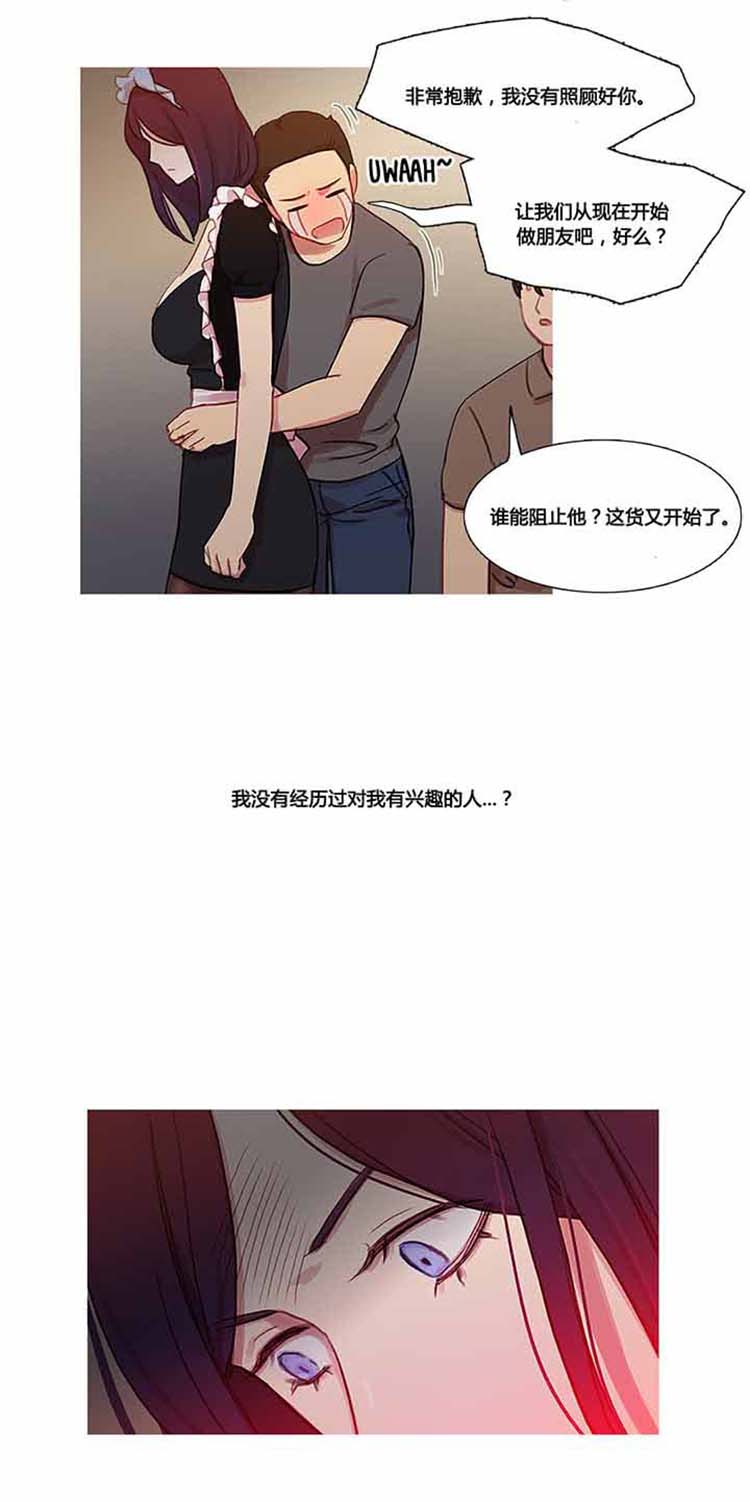 非常抱歉，我没有照顾好你。
UWAAH~
让我们从现在开始
做朋友吧，好么？
谁能阻止他？这货又开始了。
我没有经历过对我有兴趣的人...？